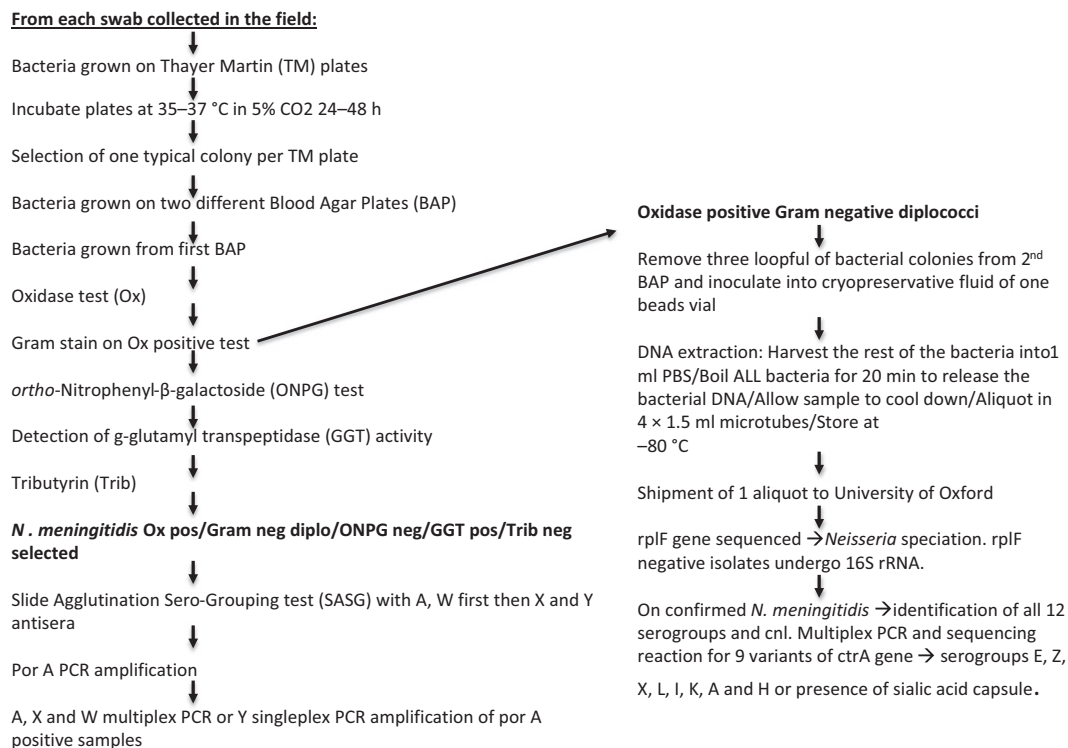 From each swab collected in the field:
Bacteria grown on Thayer Martin (TM) plates
Incubate plates at 35–37 °C in 5% CO2 24–48 h
Selection of one typical colony per TM plate
Bacteria grown on two different Blood Agar Plates (BAP)
Bacteria grown from first BAP
Oxidase test (Ox)
Gram stain on Ox positive test
ortho-Nitrophenyl-β-galactoside (ONPG) test
Detection of g-glutamyl transpeptidase (GGT) activity
Tributyrin (Trib)
N . meningitidis Ox pos/Gram neg diplo/ONPG neg/GGT pos/Trib neg
selected
Slide Agglutination Sero-Grouping test (SASG) with A, W first then X and Y
antisera
Por A PCR amplification
A, X and W multiplex PCR or Y singleplex PCR amplification of por A
positive samples
Oxidase positive Gram negative diplococci
Remove three loopful of bacterial colonies from 2nd
BAP and inoculate into cryopreservative fluid of one
beads vial
DNA extraction: Harvest the rest of the bacteria into1
ml PBS/Boil ALL bacteria for 20 min to release the
bacterial DNA/Allow sample to cool down/Aliquot in
4 × 1.5 ml microtubes/Store at
–80 °C
Shipment of 1 aliquot to University of Oxford
rplF gene sequenced → Neisseria speciation. rplF
negative isolates undergo 16S rRNA.
On confirmed N. meningitidis → identification of all 12
serogroups and cnl. Multiplex PCR and sequencing
reaction for 9 variants of ctrA gene → serogroups E, Z,
X, L, I, K, A and H or presence of sialic acid capsule.